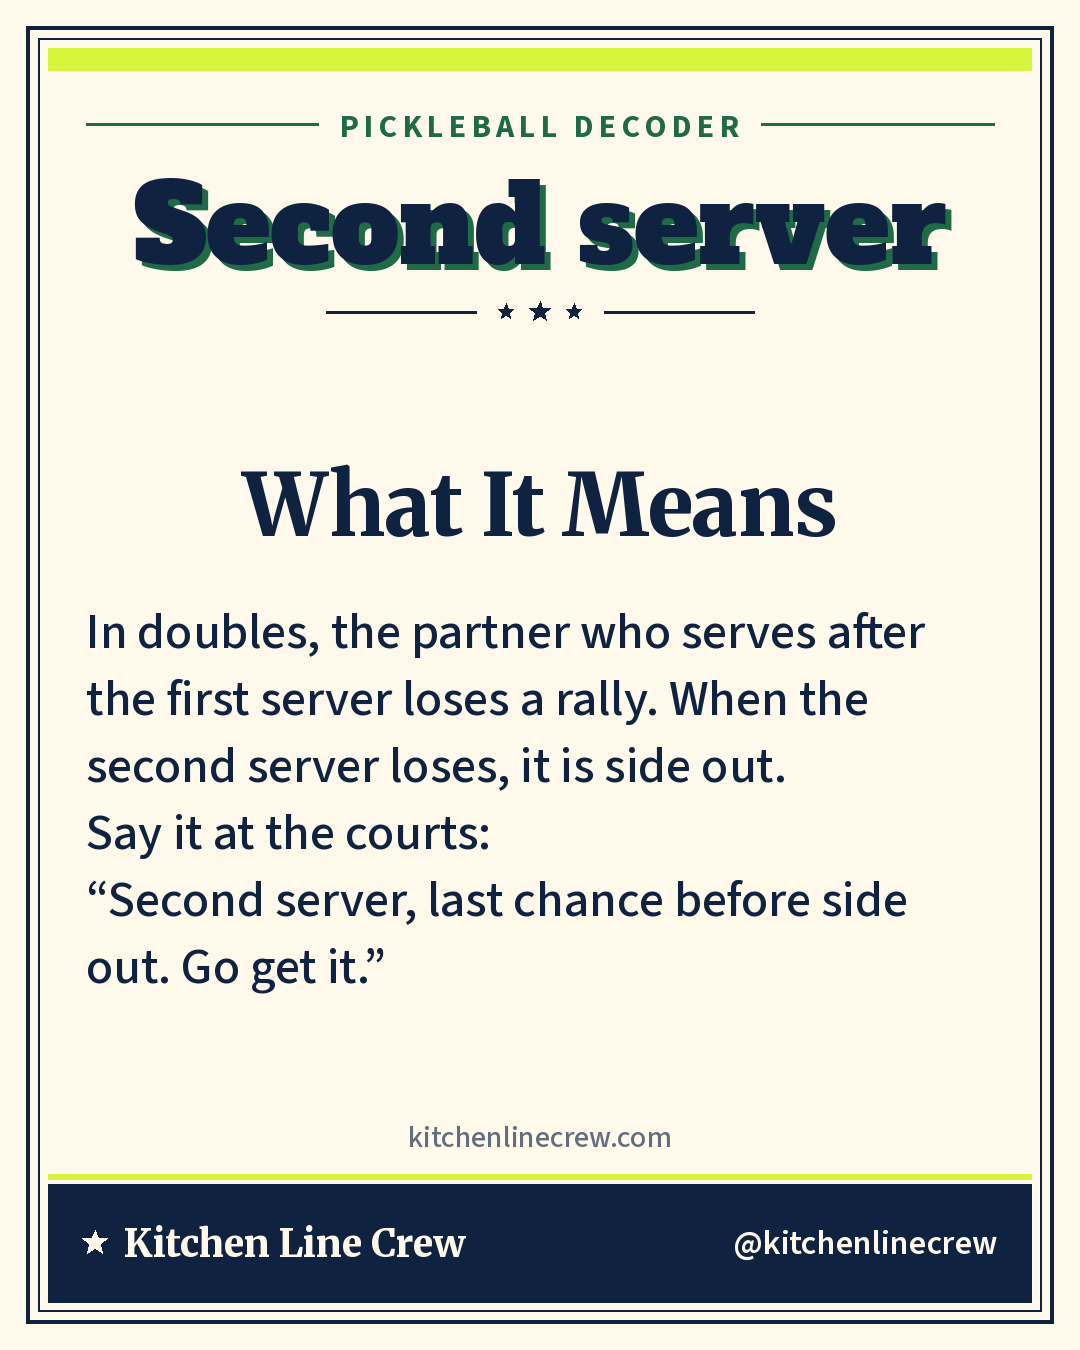 PICKLEBALL DECODER
Second server
What It Means
In doubles, the partner who serves after
the first server loses a rally. When the
second server loses, it is side out.
Say it at the courts:
“Second server, last chance before side
out. Go get it.”
kitchenlinecrew.com
Kitchen Line Crew
@kitchenlinecrew